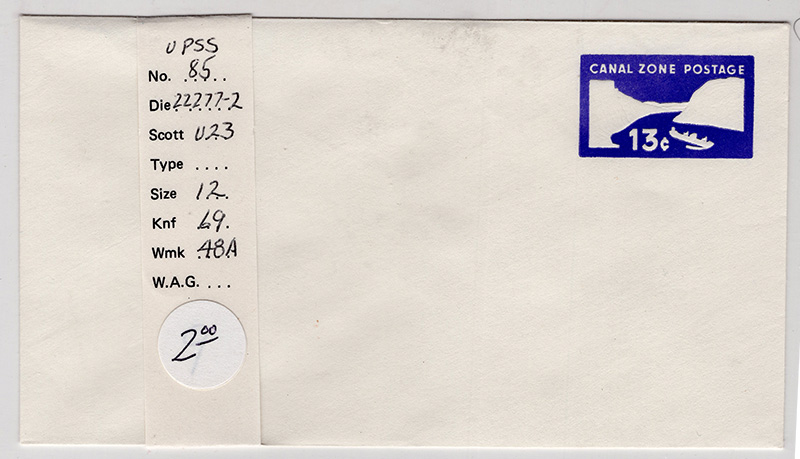 UPSS
No. 85
Die 22277-2
Scott U23
Type ....
Size 12.
Knf 69.
Wmk 48A
W.A.G. ...
2.00
CANAL ZONE POSTAGE
13¢